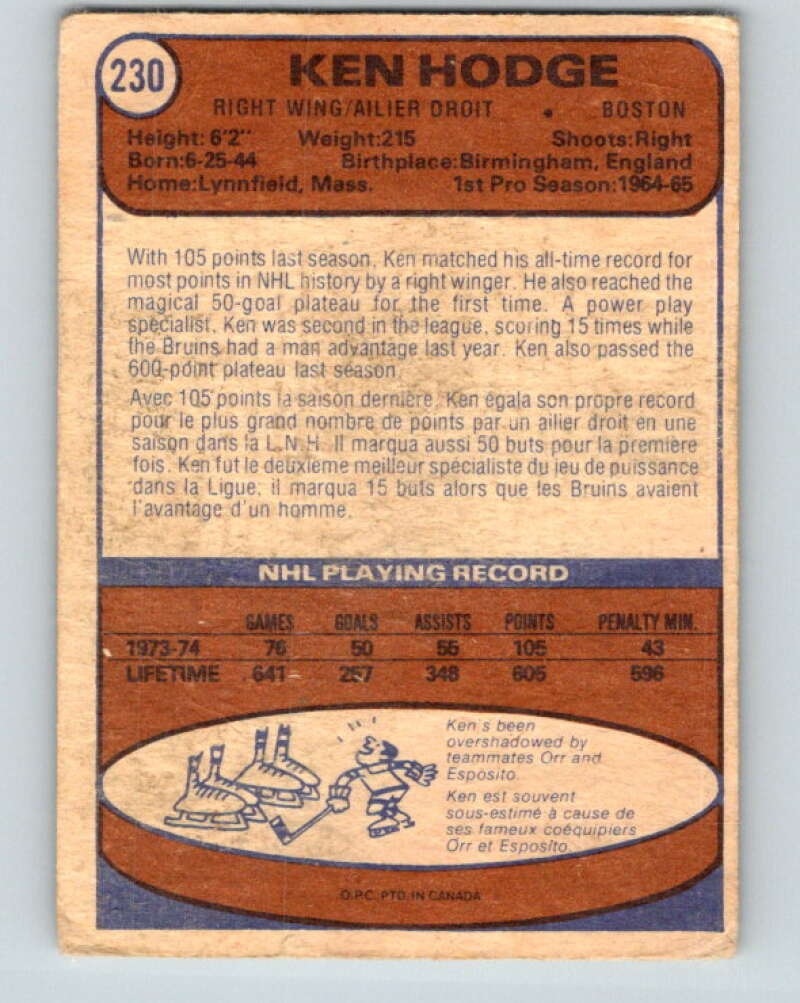 230
KEN HODGE
RIGHT WING/AILIER DROIT • BOSTON
Height: 6'2" Weight:215 Shoots:Right
Born:6-25-44 Birthplace:Birmingham, England
Home:Lynnfield, Mass. 1st Pro Season:1964-65
With 105 points last season, Ken matched his all-time record for
most points in NHL history by a right winger. He also reached the
magical 50-goal plateau for the first time. A power play
specialist, Ken was second in the league, scoring 15 times while
the Bruins had a man advantage last year. Ken also passed the
600-point plateau last season.
Avec 105 points la saison dernière, Ken égala son propre record
pour le plus grand nombre de points par un ailier droit en une
saison dans la L.N.H. Il marqua aussi 50 buts pour la première
fois. Ken fut le deuxième meilleur spécialiste du jeu de puissance
dans la Ligue, il marqua 15 buts alors que les Bruins avaient
l'avantage d'un homme.
NHL PLAYING RECORD
GAMES GOALS ASSISTS POINTS PENALTY MIN.
1973-74 76 50 55 105 43
LIFETIME 641 257 348 605 596
Ken's been
overshadowed by
teammates Orr and
Esposito.
Ken est souvent
sous-estimé à cause de
ses fameux coéquipiers
Orr et Esposito.
O.P.C. PTD. IN CANADA